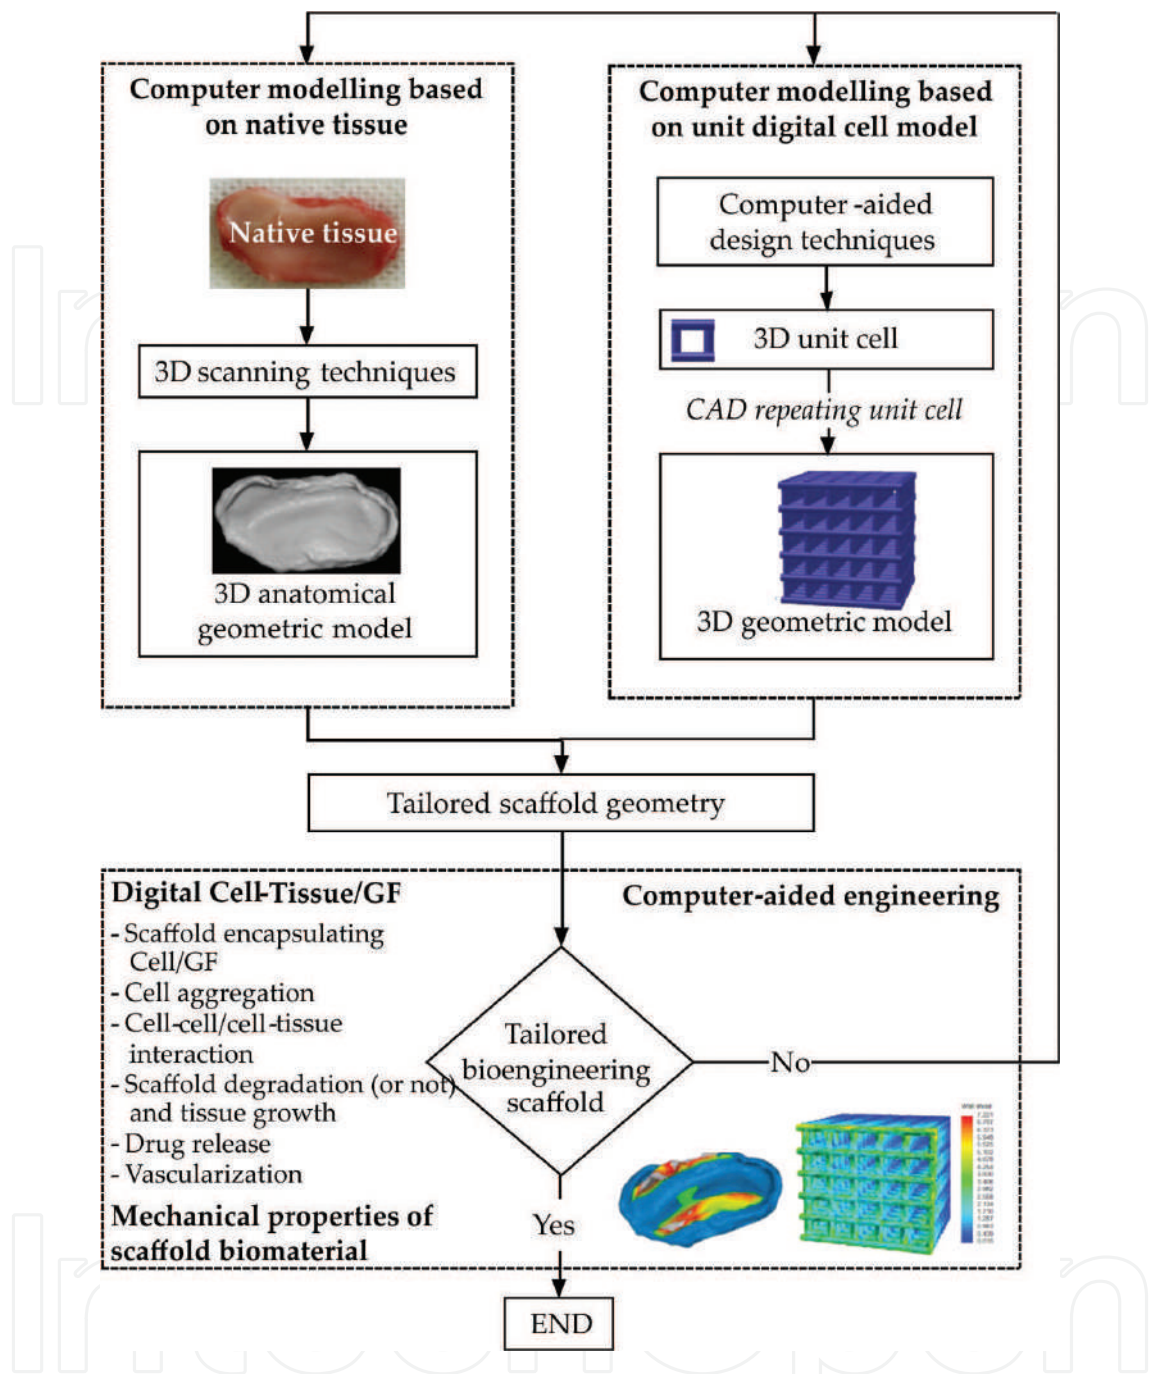 Computer modelling based
on native tissue
Native tissue
3D scanning techniques
3D anatomical
geometric model
Computer modelling based
on unit digital cell model
Computer -aided
design techniques
3D unit cell
CAD repeating unit cell
3D geometric model
Tailored scaffold geometry
Digital Cell-Tissue/GF
- Scaffold encapsulating
Cell/GF
- Cell aggregation
- Cell-cell/cell-tissue
interaction
- Scaffold degradation (or not)
and tissue growth
- Drug release
- Vascularization
Mechanical properties of
scaffold biomaterial
Computer-aided engineering
Tailored
bioengineering
scaffold
No
Yes
END